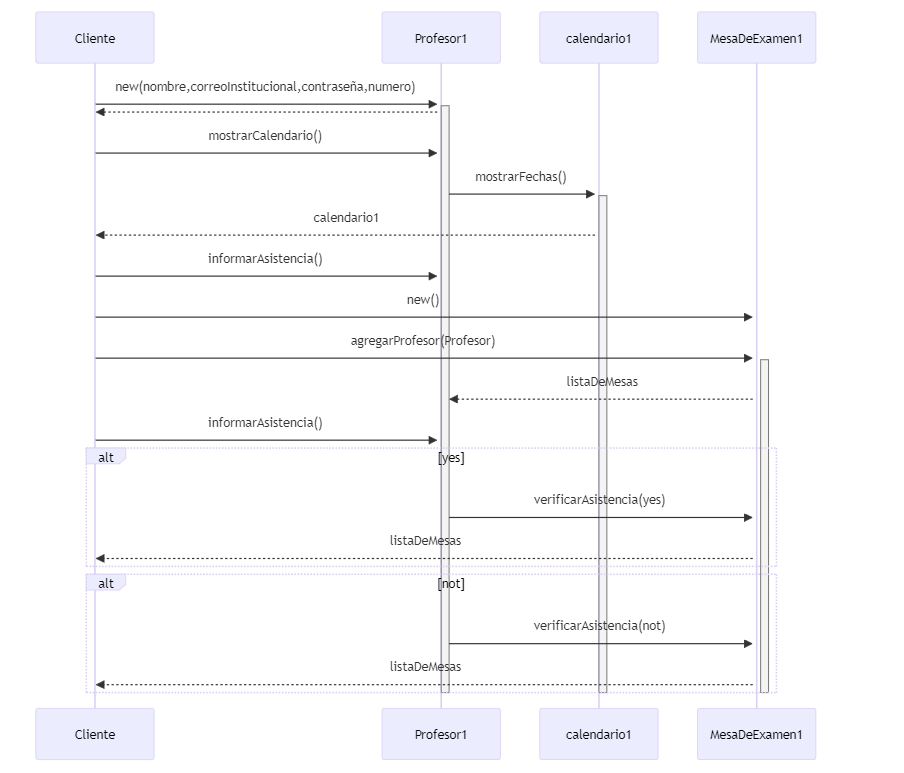 Cliente
Profesor1
calendario1
MesaDeExamen1
new(nombre,correoInstitucional,contraseña,numero)
mostrarCalendario()
mostrarFechas()
calendario1
informarAsistencia()
new()
agregarProfesor(Profesor)
listaDeMesas
informarAsistencia()
alt
[yes]
verificarAsistencia(yes)
listaDeMesas
alt
[not]
verificarAsistencia(not)
listaDeMesas
Cliente
Profesor1
calendario1
MesaDeExamen1